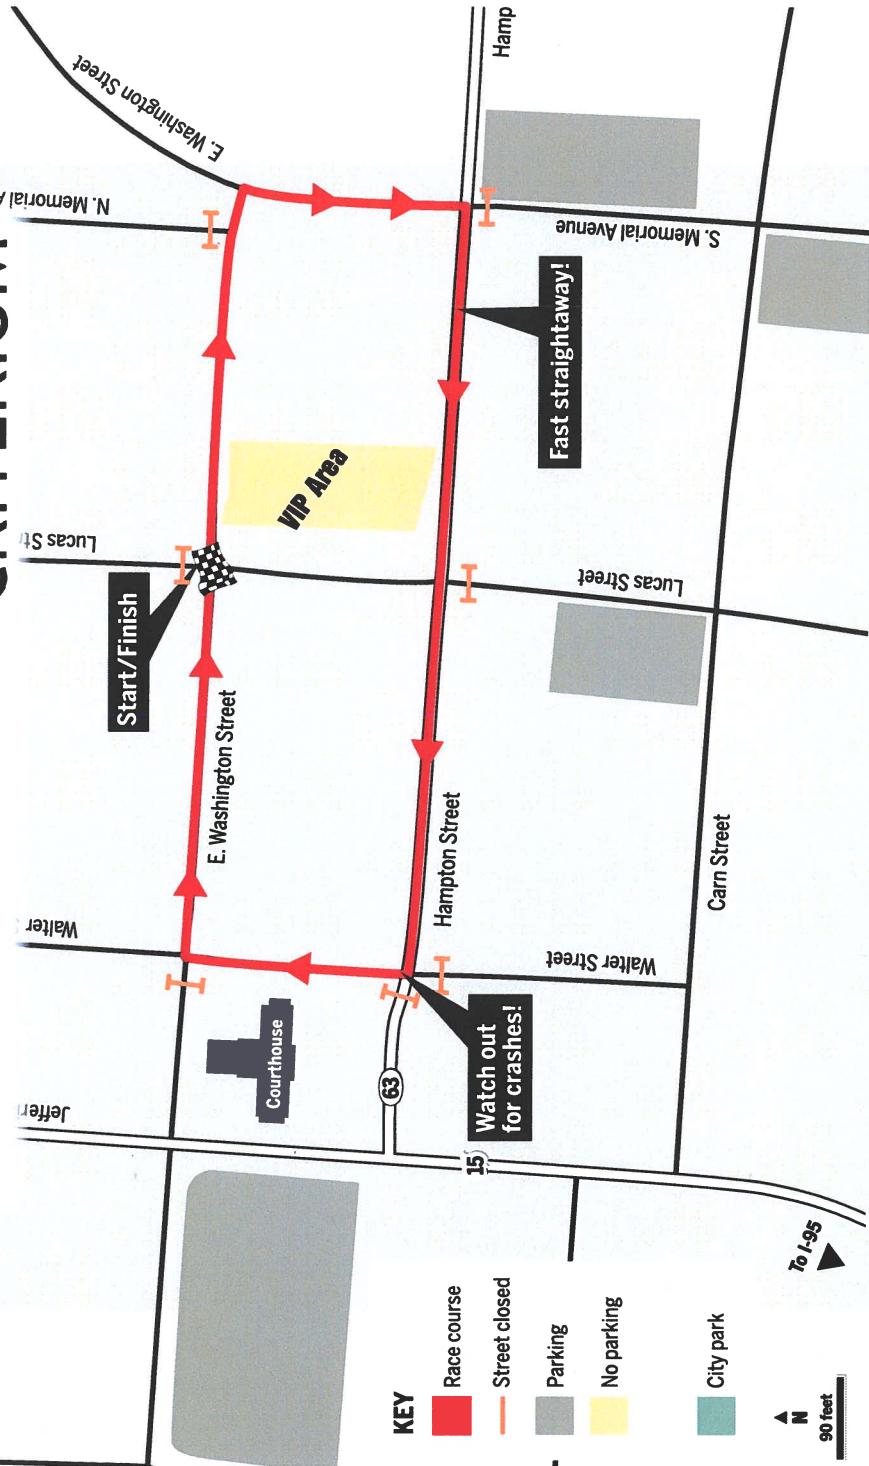 Jeffer
Walter
Lucas St
N. Memorial A
E. Washington Street
Start/Finish
E. Washington Street
Courthouse
VIP Area
63
15
Hampton Street
Hamp
Watch out
for crashes!
Fast straightaway!
Walter Street
Lucas Street
S. Memorial Avenue
Carn Street
To I-95
KEY
Race course
Street closed
Parking
No parking
City park
N
90 feet